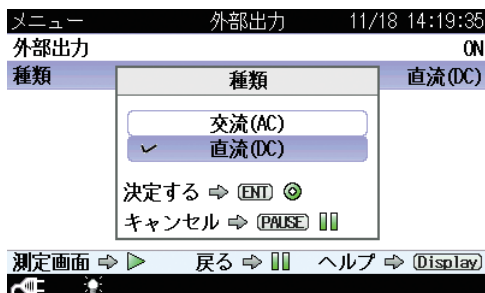 メニュー 外部出力 11/18 14:19:35
外部出力 ON
種類 直流(DC)
種類
交流(AC)
直流(DC)
決定する ⇨ ENT
キャンセル ⇨ PAUSE
測定画面 ⇨ 戻る ⇨ ヘルプ ⇨ Display